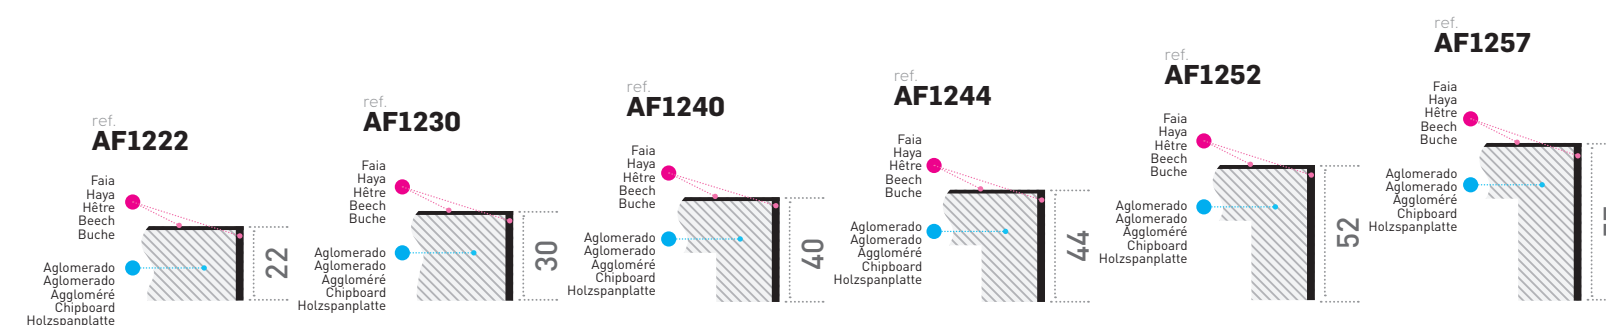 ref.
AF1222
Faia
Haya
Hêtre
Beech
Buche
Aglomerado
Aglomerado
Aggloméré
Chipboard
Holzspanplatte
22
ref.
AF1230
Faia
Haya
Hêtre
Beech
Buche
Aglomerado
Aglomerado
Aggloméré
Chipboard
Holzspanplatte
30
ref.
AF1240
Faia
Haya
Hêtre
Beech
Buche
Aglomerado
Aglomerado
Aggloméré
Chipboard
Holzspanplatte
40
ref.
AF1244
Faia
Haya
Hêtre
Beech
Buche
Aglomerado
Aglomerado
Aggloméré
Chipboard
Holzspanplatte
44
ref.
AF1252
Faia
Haya
Hêtre
Beech
Buche
Aglomerado
Aglomerado
Aggloméré
Chipboard
Holzspanplatte
52
ref.
AF1257
Faia
Haya
Hêtre
Beech
Buche
Aglomerado
Aglomerado
Aggloméré
Chipboard
Holzspanplatte